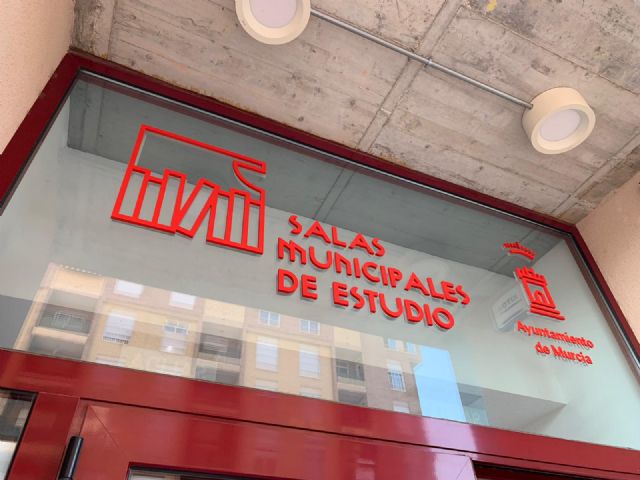 SALAS
MUNICIPALES
DE ESTUDIO
Ayuntamiento
de Murcia